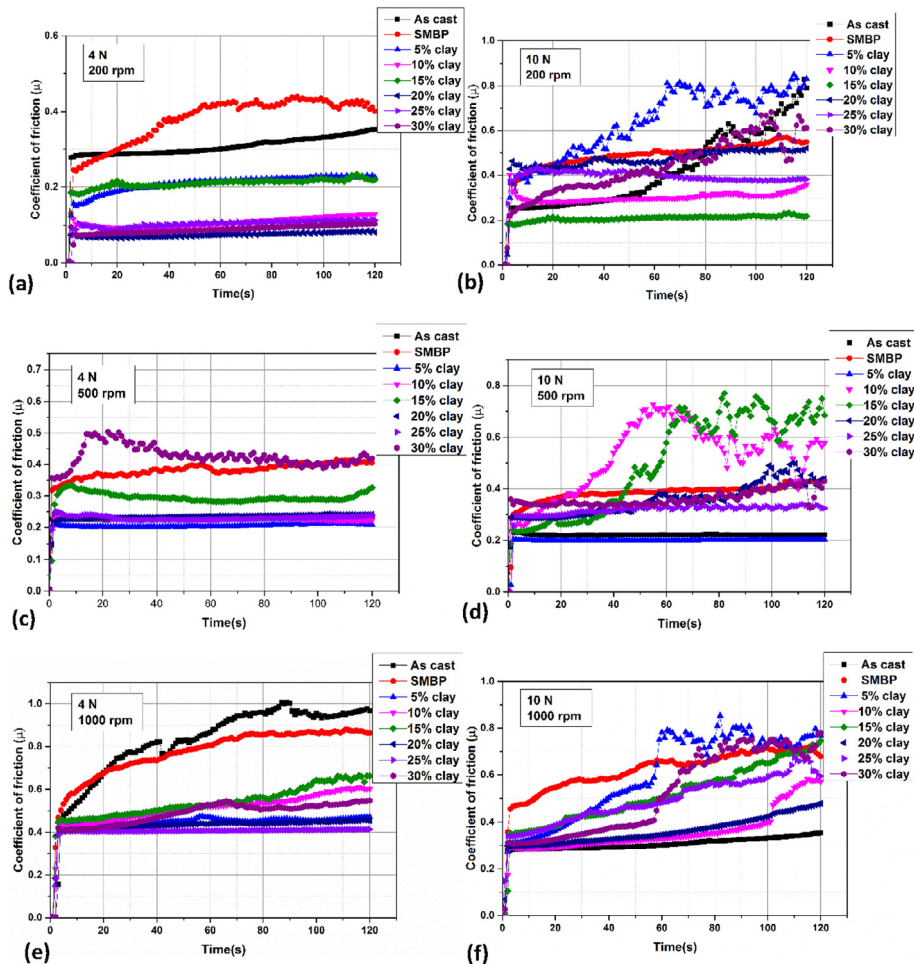 4 N
200 rpm
As cast
SMBP
5% clay
10% clay
15% clay
20% clay
25% clay
30% clay
Coefficient of friction (μ)
0.6
0.4
0.2
0.0
0 20 40 60 80 100 120
Time(s)
(a)
10 N
200 rpm
As cast
SMBP
5% clay
10% clay
15% clay
20% clay
25% clay
30% clay
Coefficient of friction (μ)
1.0
0.8
0.6
0.4
0.2
0.0
0 20 40 60 80 100 120
Time(s)
(b)
4 N
500 rpm
As cast
SMBP
5% clay
10% clay
15% clay
20% clay
25% clay
30% clay
Coefficient of friction (μ)
0.7
0.6
0.5
0.4
0.3
0.2
0.1
0.0
0 20 40 60 80 100 120
Time(s)
(c)
10 N
500 rpm
As cast
SMBP
5% clay
10% clay
15% clay
20% clay
25% clay
30% clay
Coefficient of friction (μ)
0.8
0.6
0.4
0.2
0.0
0 20 40 60 80 100 120
Time(s)
(d)
4 N
1000 rpm
As cast
SMBP
5% clay
10% clay
15% clay
20% clay
25% clay
30% clay
Coefficient of friction (μ)
1.0
0.8
0.6
0.4
0.2
0.0
0 20 40 60 80 100 120
Time(s)
(e)
10 N
1000 rpm
As cast
SMBP
5% clay
10% clay
15% clay
20% clay
25% clay
30% clay
Coefficient of friction (μ)
1.0
0.8
0.6
0.4
0.2
0.0
0 20 40 60 80 100 120
Time(s)
(f)